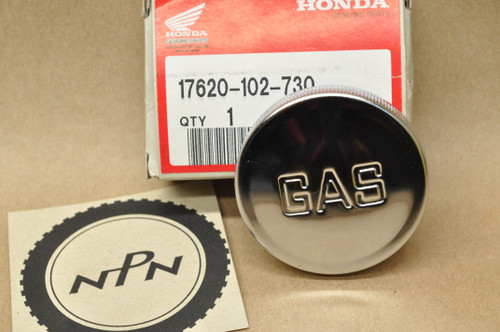 HONDA
HONDA
17620-102-730
QTY 1
GAS
NPN